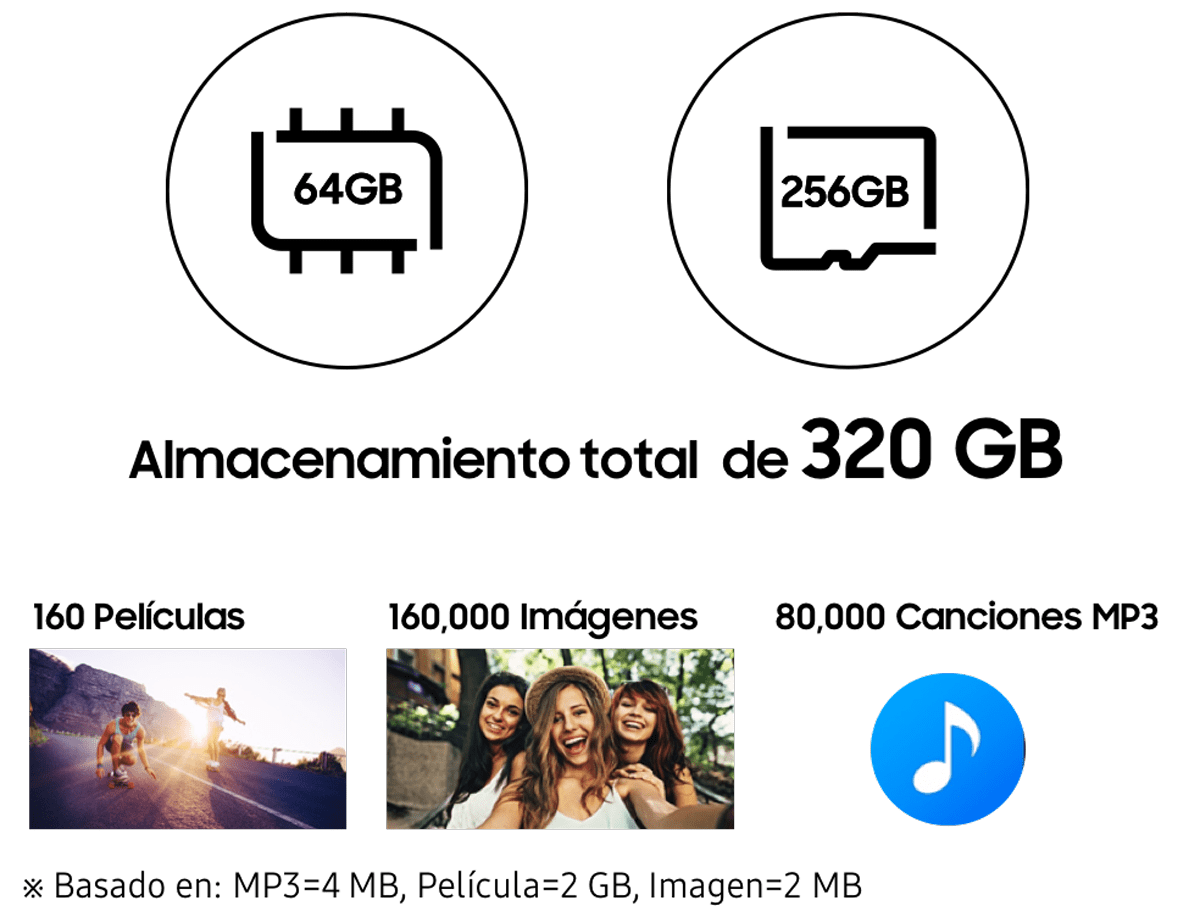 64GB
256GB
Almacenamiento total de 320 GB
160 Películas
160,000 Imágenes
80,000 Canciones MP3
※ Basado en: MP3=4 MB, Película=2 GB, Imagen=2 MB